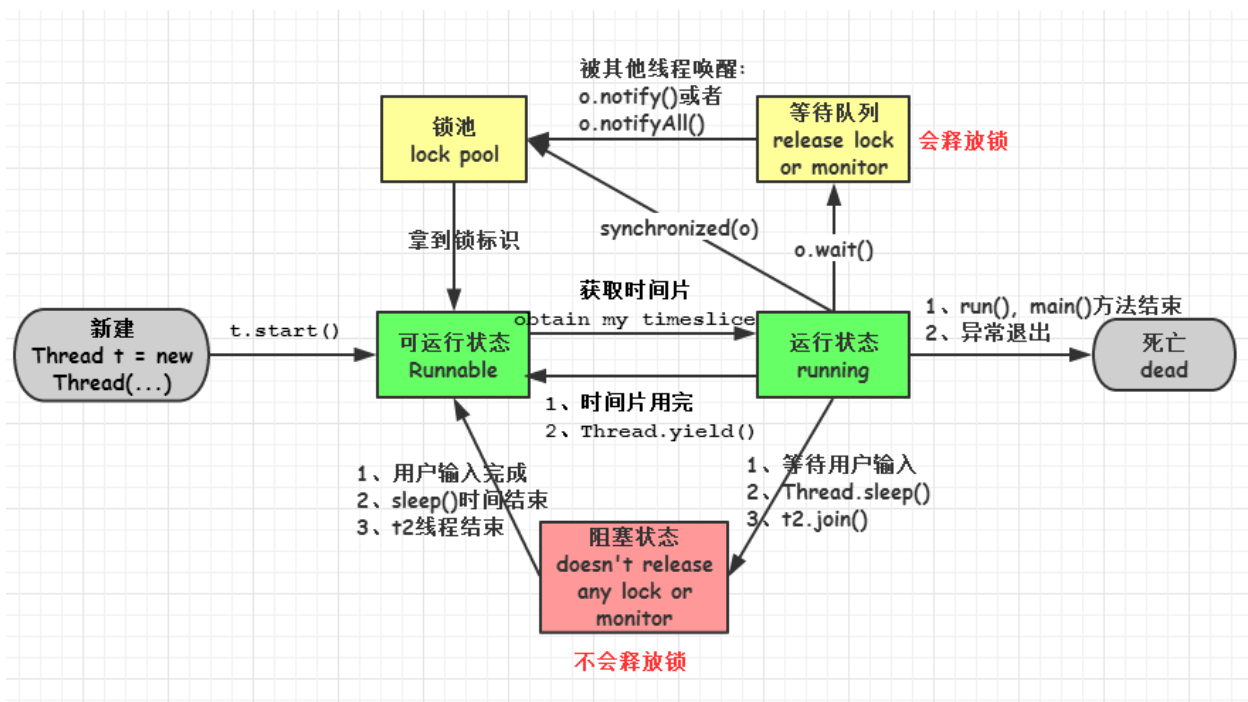 被其他线程唤醒:
o.notify()或者
o.notifyAll()
锁池
lock pool
等待队列
release lock
or monitor
会释放锁
synchronized(o)
o.wait()
拿到锁标识
获取时间片
obtain my timeslice
新建
Thread t = new
Thread(...)
t.start()
可运行状态
Runnable
运行状态
running
1、run(), main()方法结束
2、异常退出
死亡
dead
1、时间片用完
2、Thread.yield()
1、用户输入完成
2、sleep()时间结束
3、t2线程结束
1、等待用户输入
2、Thread.sleep()
3、t2.join()
阻塞状态
doesn't release
any lock or
monitor
不会释放锁